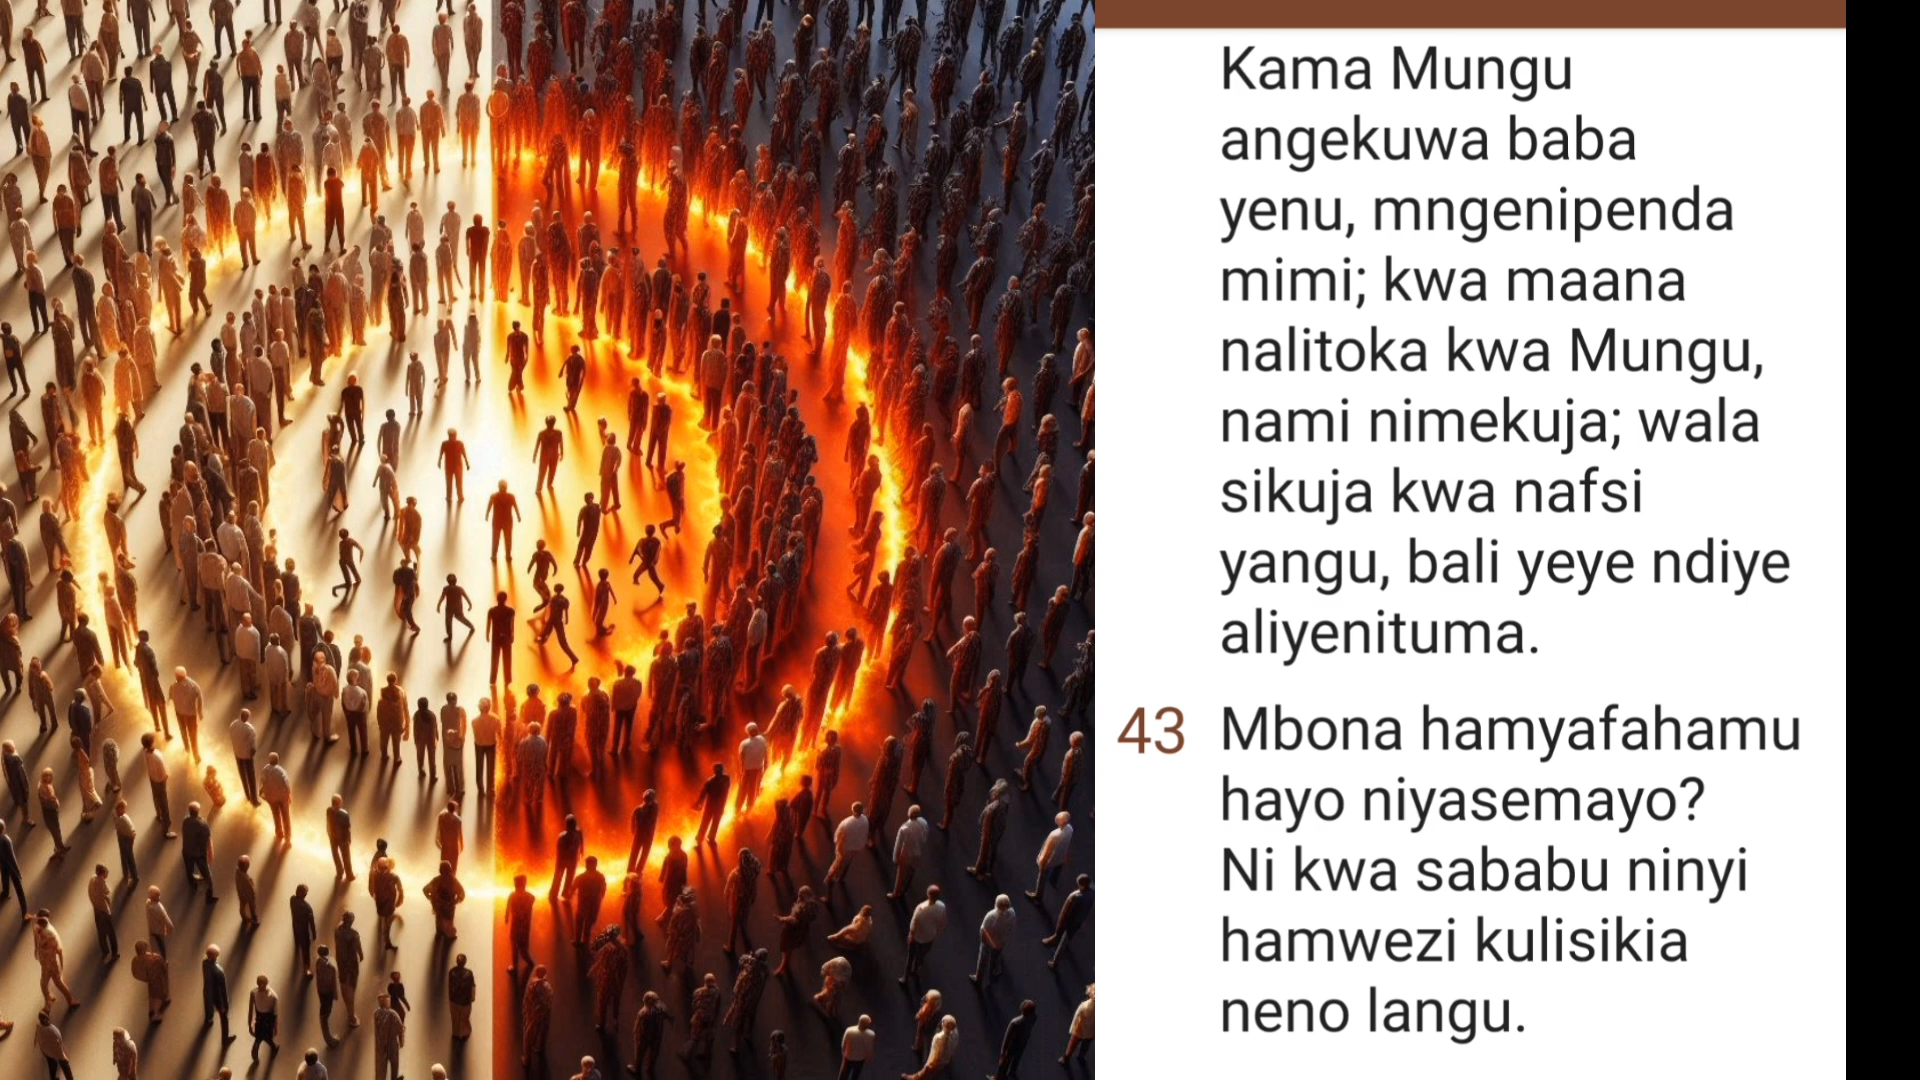 Kama Mungu
angekuwa baba
yenu, mngenipenda
mimi; kwa maana
nalitoka kwa Mungu,
nami nimekuja; wala
sikuja kwa nafsi
yangu, bali yeye ndiye
aliyenituma.
43 Mbona hamyafahamu
hayo niyasemayo?
Ni kwa sababu ninyi
hamwezi kulisikia
neno langu.